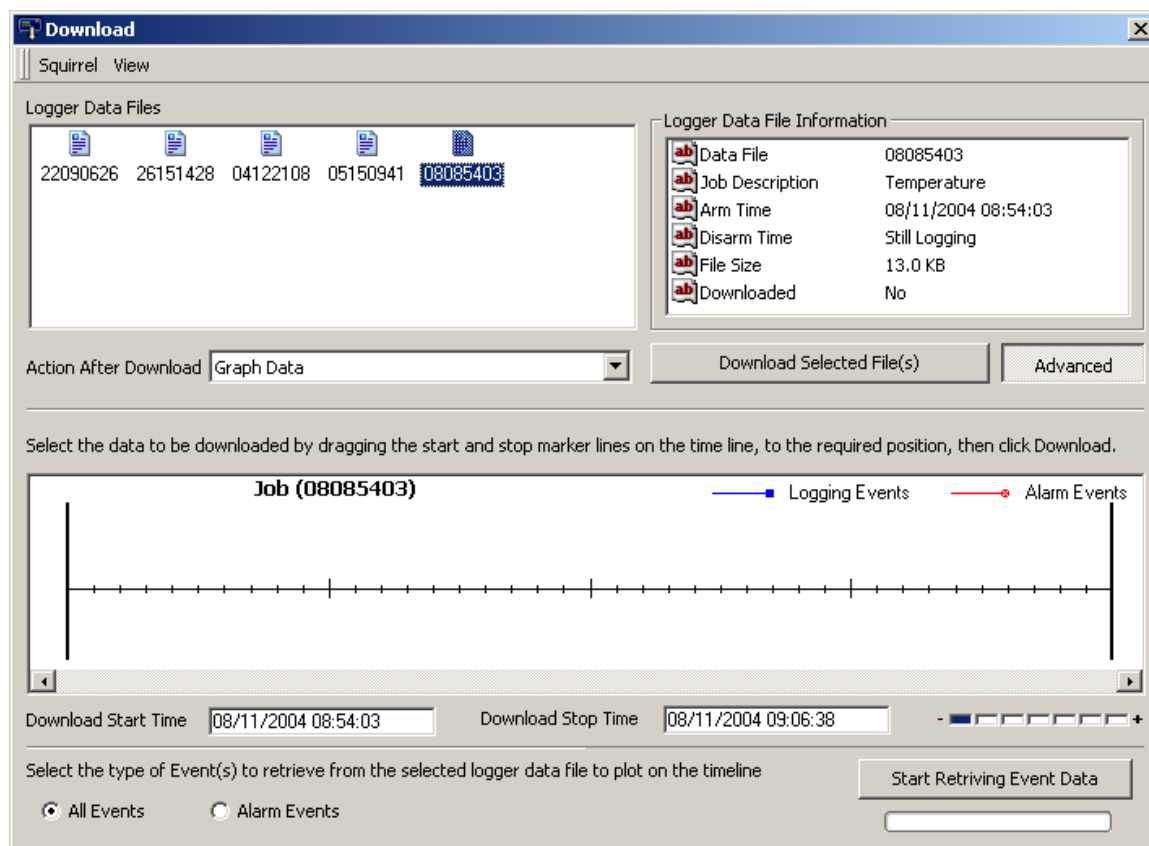 Download
Squirrel View
Logger Data Files
22090626 26151428 04122108 05150941 08085403
Logger Data File Information
Data File 08085403
Job Description Temperature
Arm Time 08/11/2004 08:54:03
Disarm Time Still Logging
File Size 13.0 KB
Downloaded No
Action After Download Graph Data
Download Selected File(s) Advanced
Select the data to be downloaded by dragging the start and stop marker lines on the time line, to the required position, then click Download.
Job (08085403) Logging Events Alarm Events
Download Start Time 08/11/2004 08:54:03 Download Stop Time 08/11/2004 09:06:38 - +
Select the type of Event(s) to retrieve from the selected logger data file to plot on the timeline
Start Retriving Event Data
All Events Alarm Events